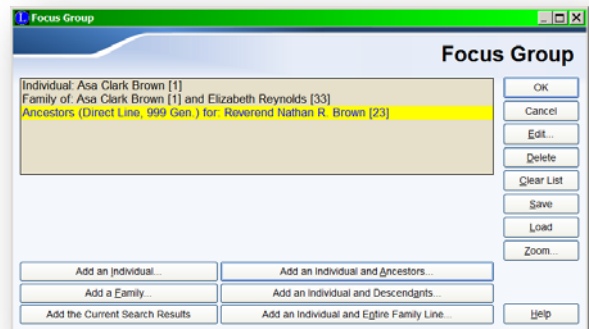 Focus Group
Focus Group
Individual: Asa Clark Brown [1]
Family of: Asa Clark Brown [1] and Elizabeth Reynolds [33]
Ancestors (Direct Line, 999 Gen.) for: Reverend Nathan R. Brown [23]
OK
Cancel
Edit...
Delete
Clear List
Save
Load
Zoom...
Add an Individual...
Add an Individual and Ancestors...
Add a Family...
Add an Individual and Descendants...
Add the Current Search Results
Add an Individual and Entire Family Line...
Help